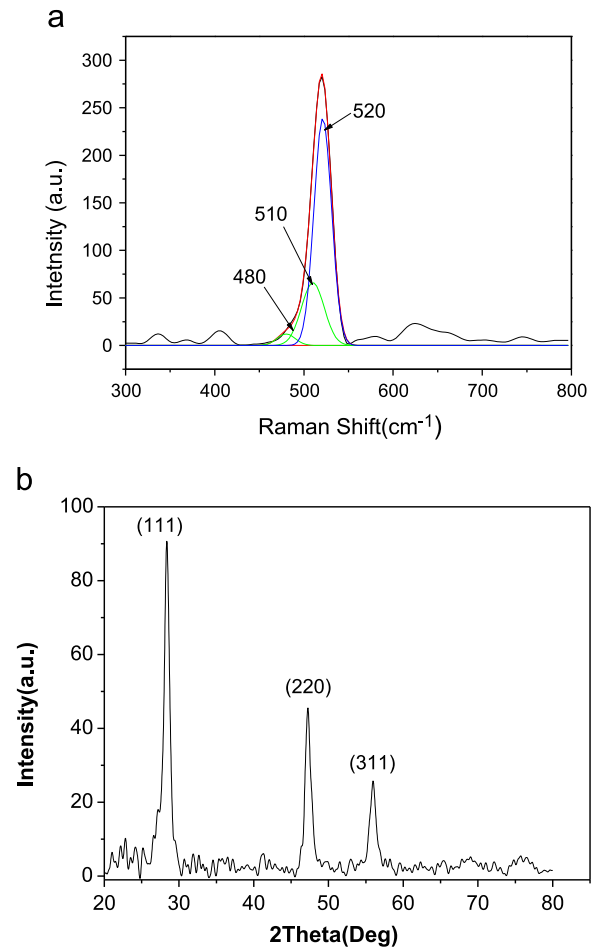 a
300
250
200
150
100
50
0
Intetnsity (a.u.)
520
510
480
300 400 500 600 700 800
Raman Shift(cm-1)
b
100
80
60
40
20
0
Intensity(a.u.)
(111)
(220)
(311)
20 30 40 50 60 70 80
2Theta(Deg)